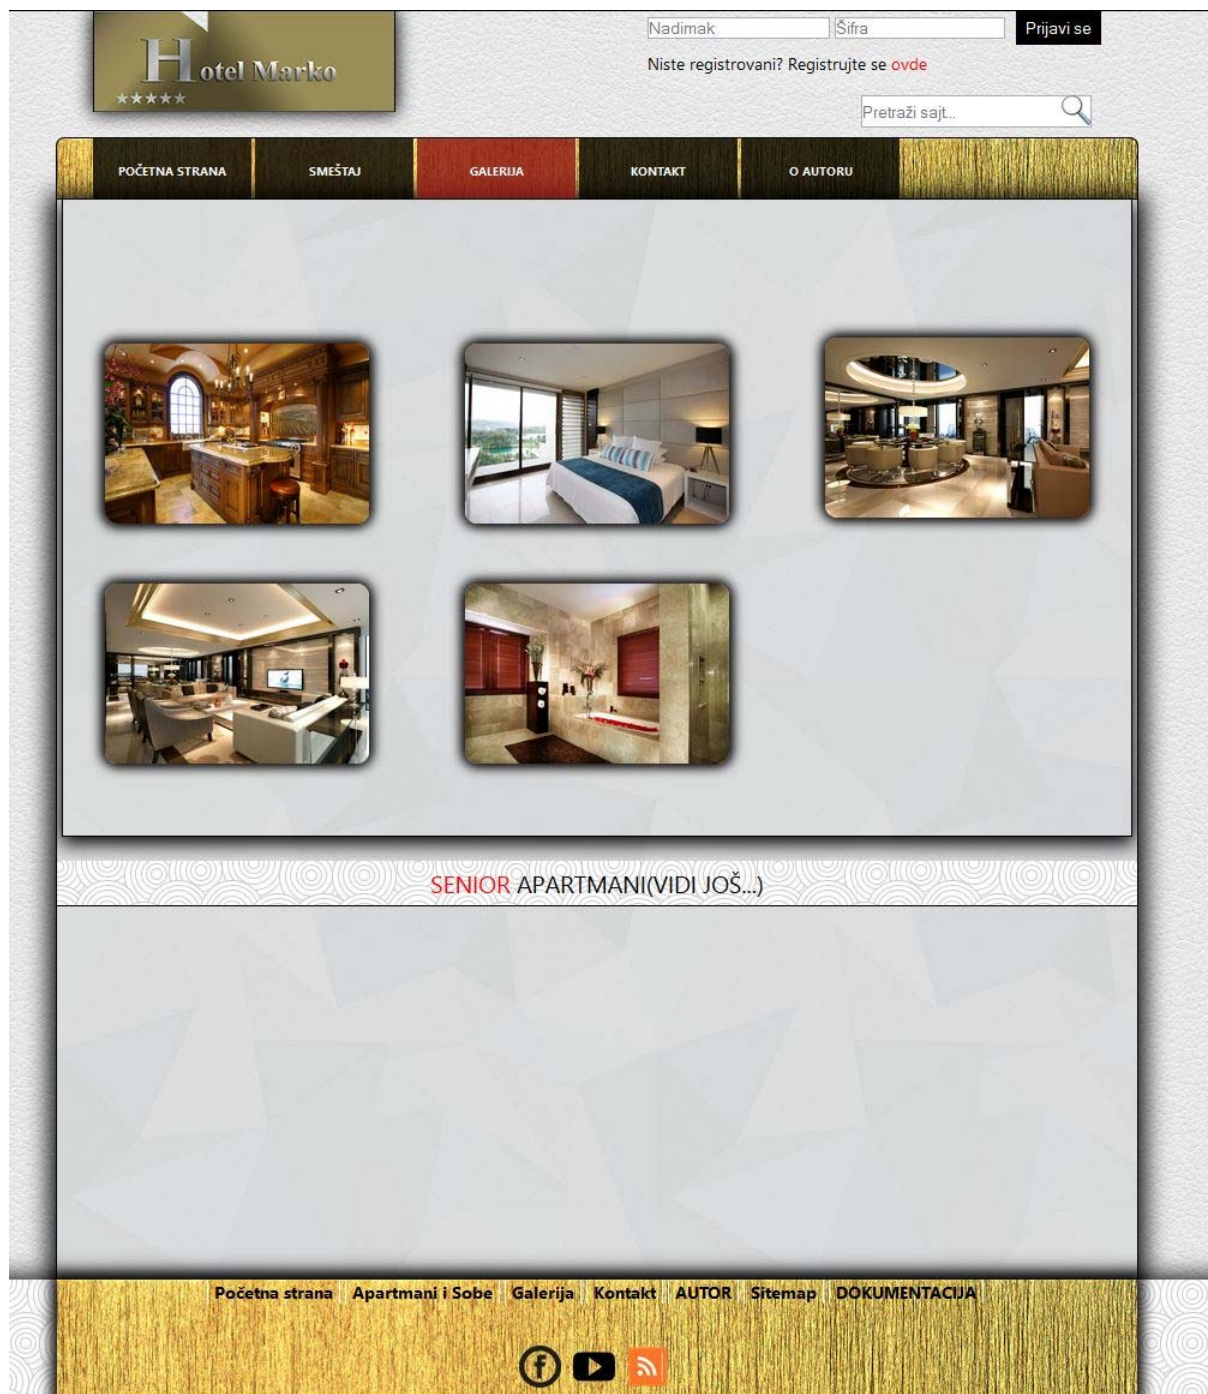 Hotel Marko
Nadimak
Šifra
Prijavi se
Niste registrovani? Registrujte se ovde
Pretraži sajt...
POČETNA STRANA
SMEŠTAJ
GALERIJA
KONTAKT
O AUTORU
SENIOR APARTMANI(VIDI JOŠ...)
Početna strana Apartmani i Sobe Galerija Kontakt AUTOR Sitemap DOKUMENTACIJA